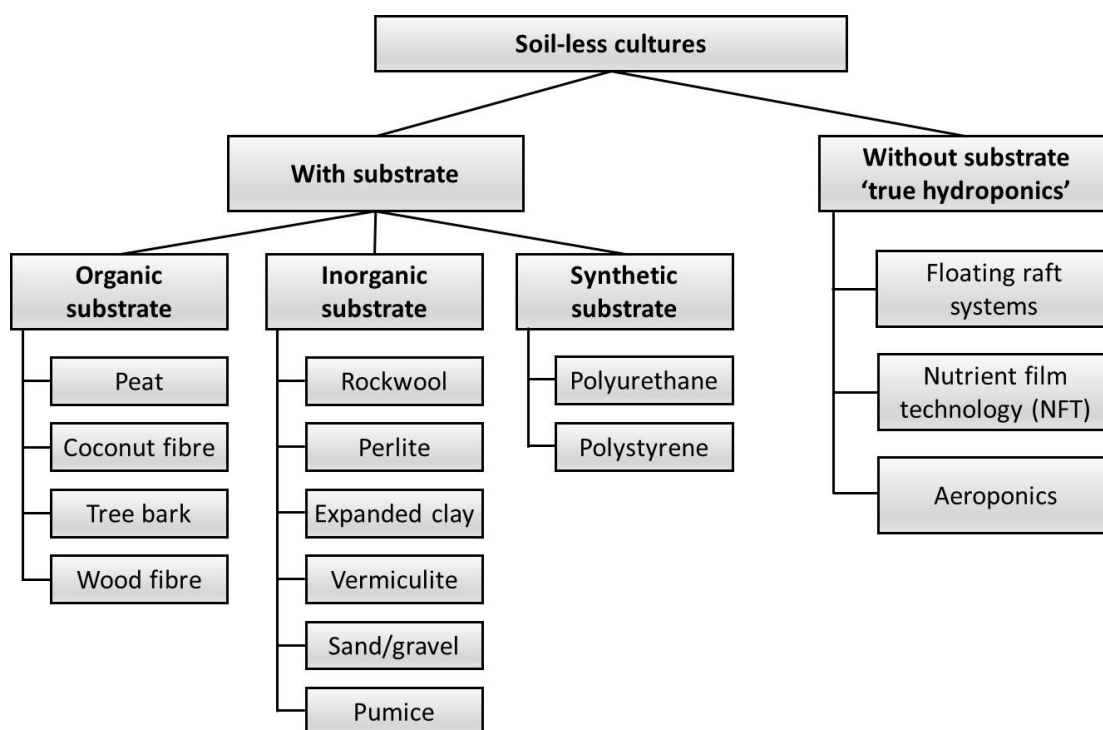 Soil-less cultures
With substrate
Without substrate
‘true hydroponics’
Organic
substrate
Peat
Coconut fibre
Tree bark
Wood fibre
Inorganic
substrate
Rockwool
Perlite
Expanded clay
Vermiculite
Sand/gravel
Pumice
Synthetic
substrate
Polyurethane
Polystyrene
Floating raft
systems
Nutrient film
technology (NFT)
Aeroponics